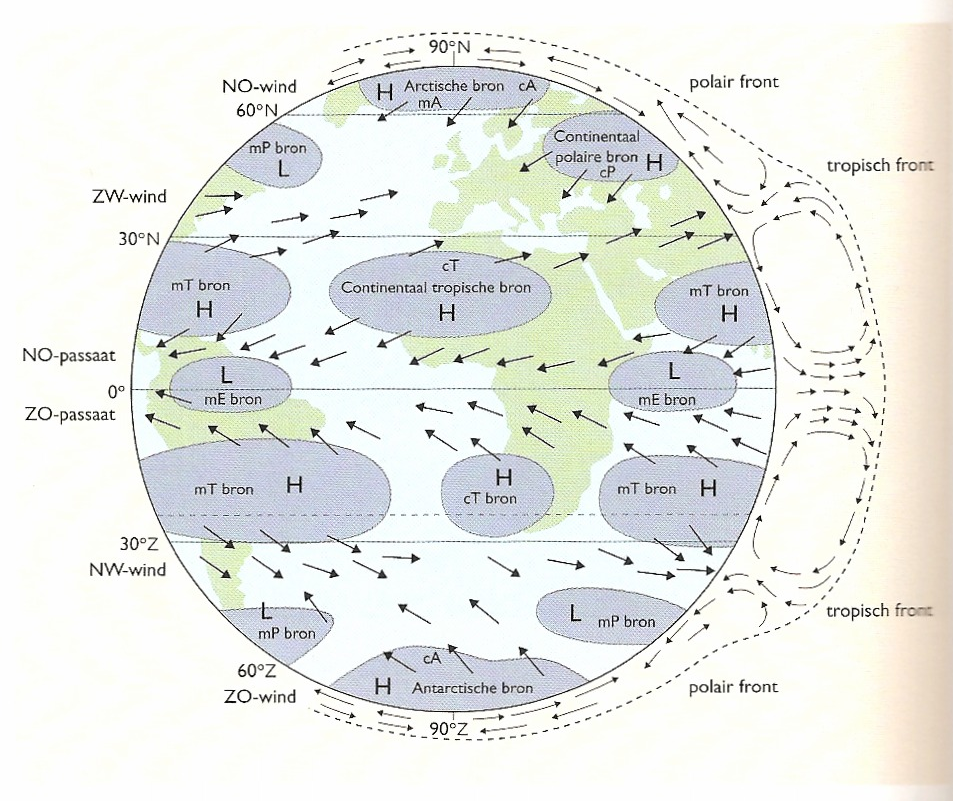 90°N
polair front
NO-wind
H Arctische bron cA
mA
60°N
mP bron
L
Continentaal
polaire bron H
cP
tropisch front
ZW-wind
30°N
mT bron
H
cT
Continentaal tropische bron
H
mT bron
H
NO-passaat
L
mE bron
L
mE bron
0°
ZO-passaat
mT bron H
H
cT bron
mT bron H
30°Z
NW-wind
L
mP bron
L mP bron
tropisch front
60°Z
cA
H Antarctische bron
ZO-wind
polair front
90°Z